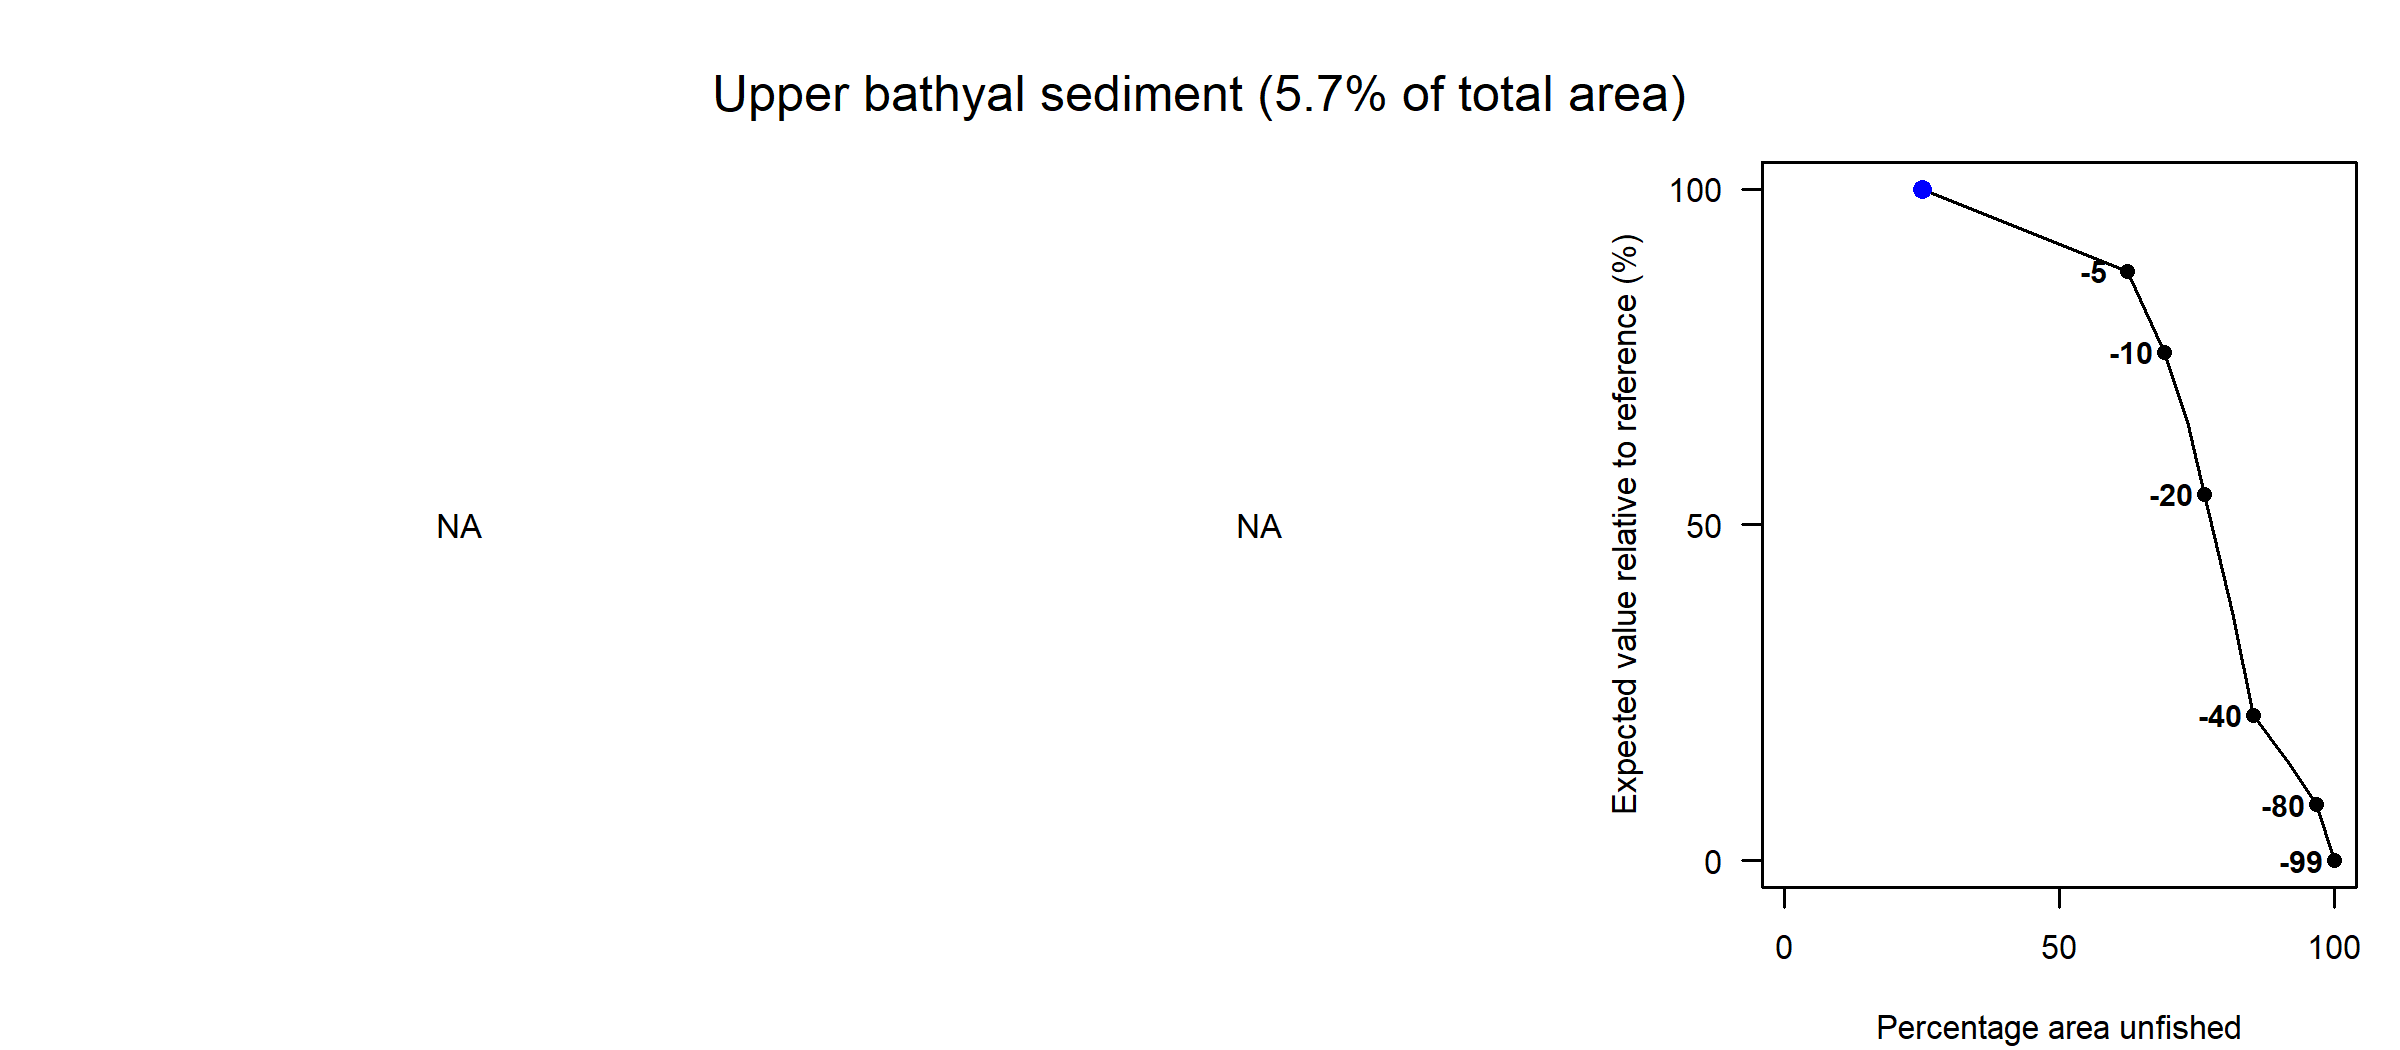 Upper bathyal sediment (5.7% of total area)
NA
NA
Expected value relative to reference (%)
100
50
0
-5
-10
-20
-40
-80
-99
0 50 100
Percentage area unfished